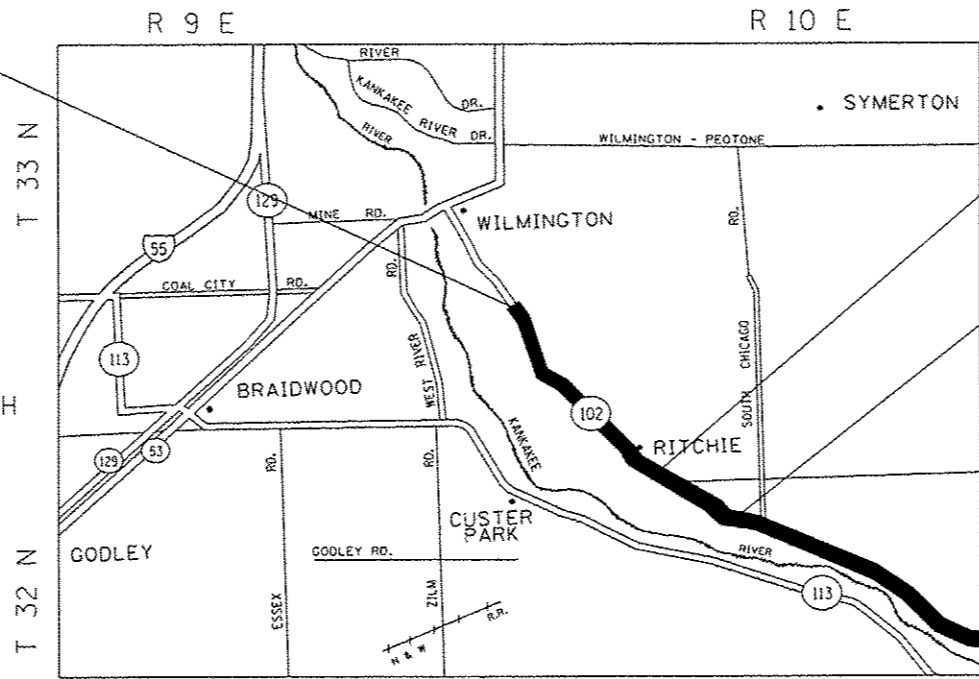 R 9 E
R 10 E
RIVER
DR.
KANKAKEE RIVER DR.
RIVER
SYMERTON
T 33 N
WILMINGTON - PEOTONE
RD.
129
MINE RD.
WILMINGTON
55
COAL CITY RD.
RD.
WEST RIVER
113
SOUTH CHICAGO
BRAIDWOOD
H
102
RITCHIE
KANKAKEE
RIVER
129
53
RD.
RD.
CUSTER
PARK
GODLEY
GODLEY RD.
T 32 N
ESSEX
ZILM
113
N & W R.R.